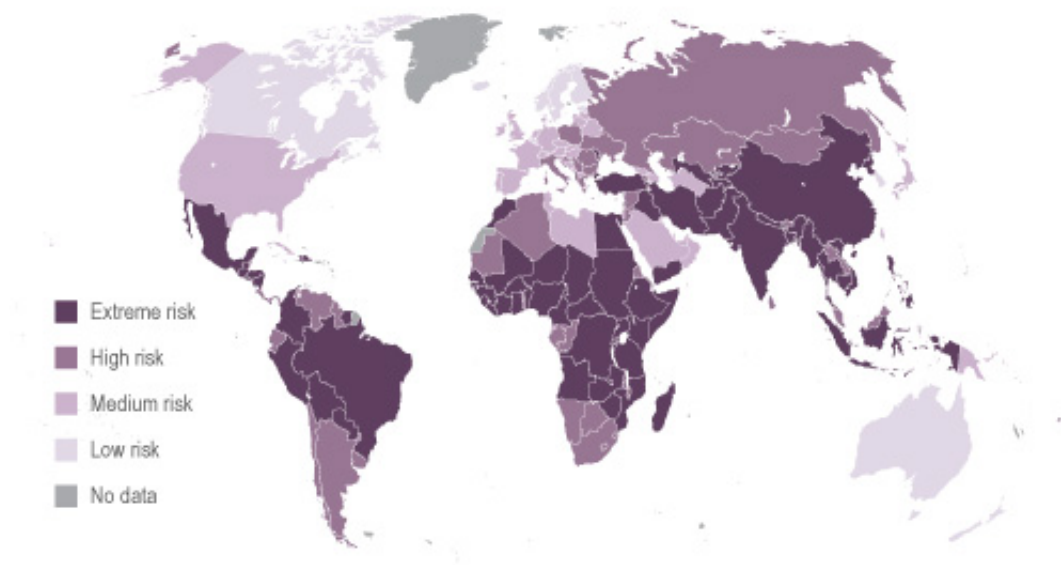 Extreme risk
High risk
Medium risk
Low risk
No data